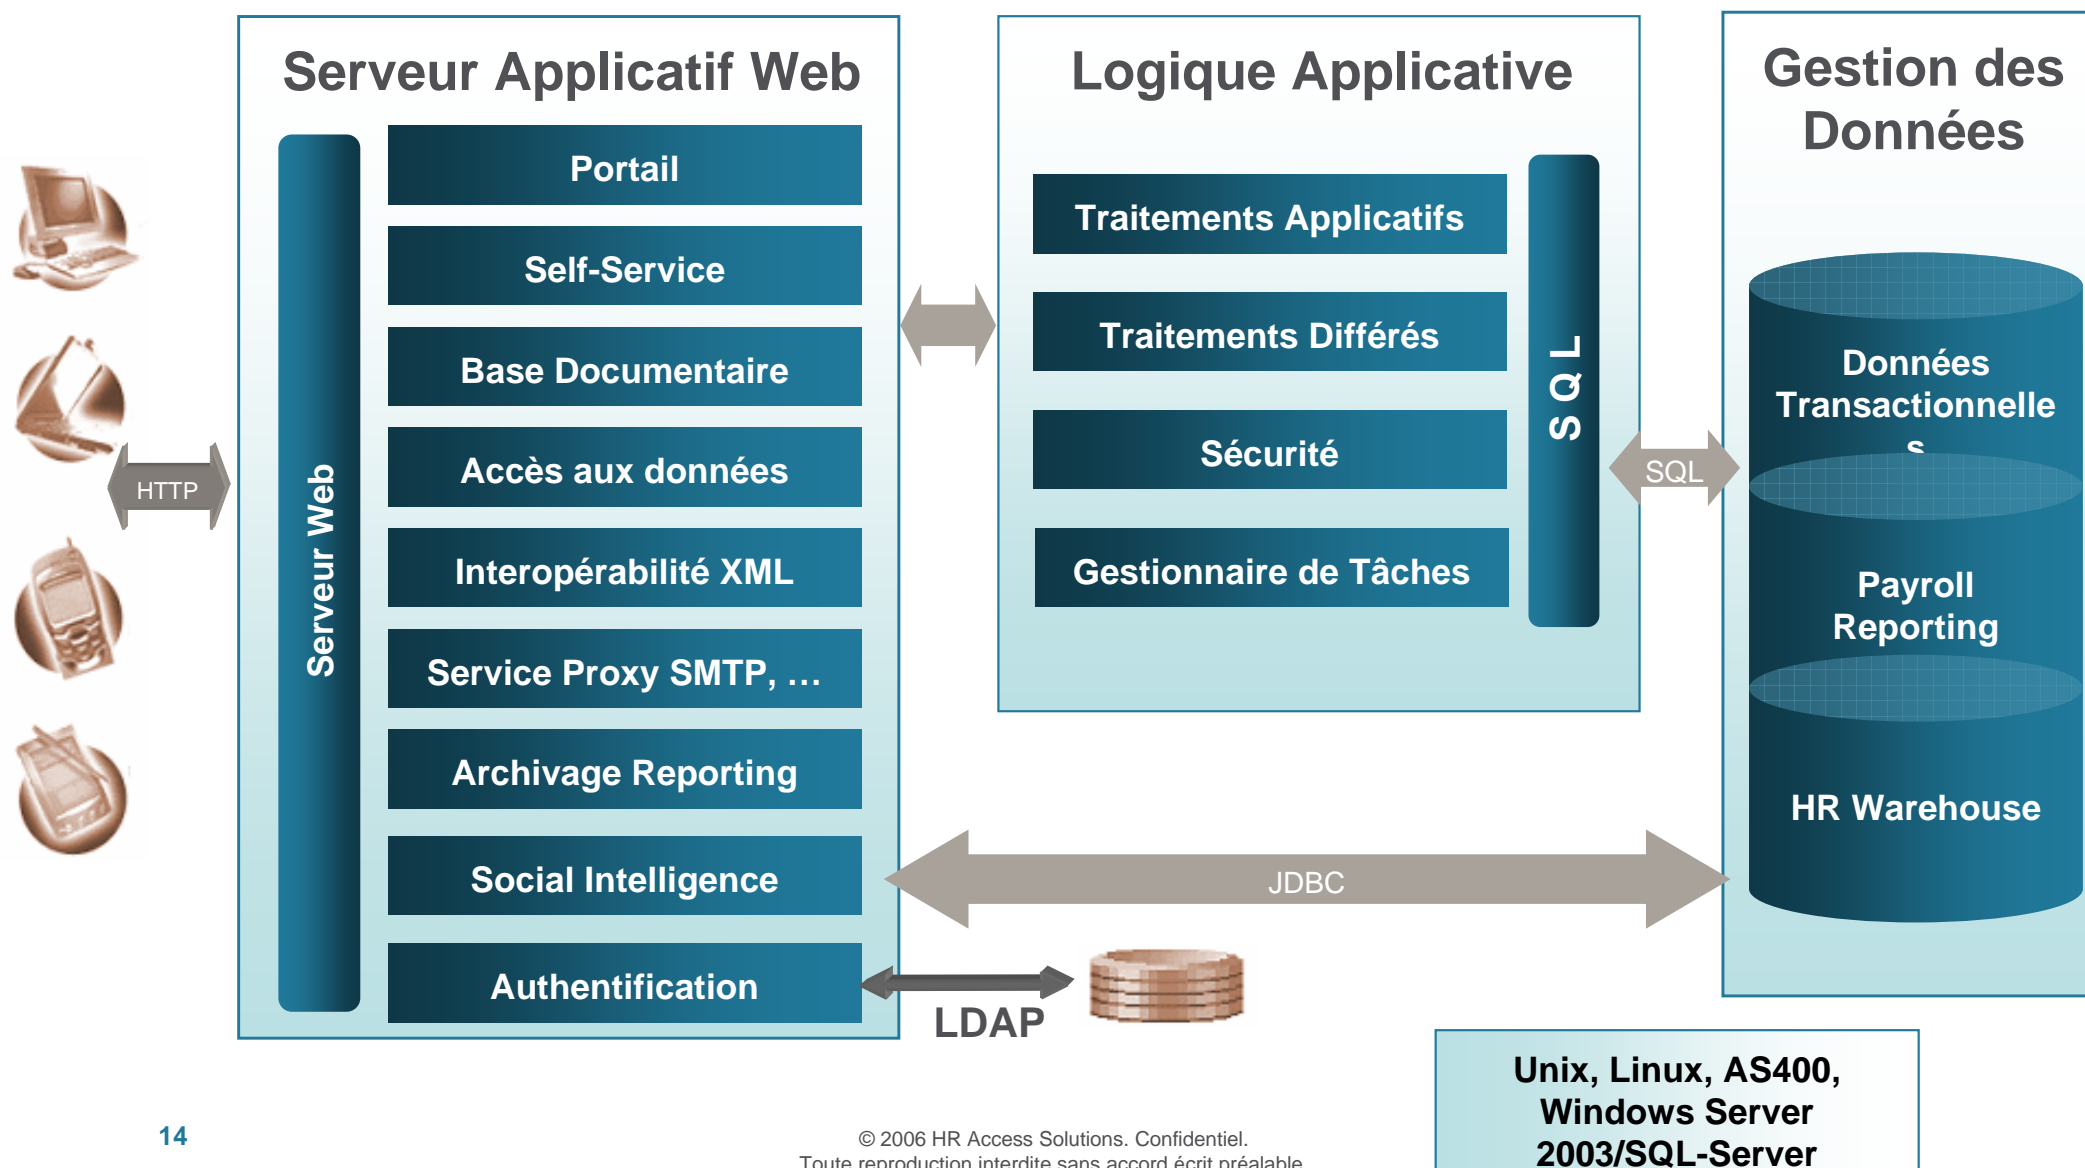 Serveur Applicatif Web
Serveur Web
Portail
Self-Service
Base Documentaire
Accès aux données
Interopérabilité XML
Service Proxy SMTP, …
Archivage Reporting
Social Intelligence
Authentification
HTTP
Logique Applicative
Traitements Applicatifs
Traitements Différés
Sécurité
Gestionnaire de Tâches
S Q L
SQL
JDBC
LDAP
Gestion des
Données
Données
Transactionnelle
s
Payroll
Reporting
HR Warehouse
Unix, Linux, AS400,
Windows Server
2003/SQL-Server
14
© 2006 HR Access Solutions. Confidentiel.
Toute reproduction interdite sans accord écrit préalable